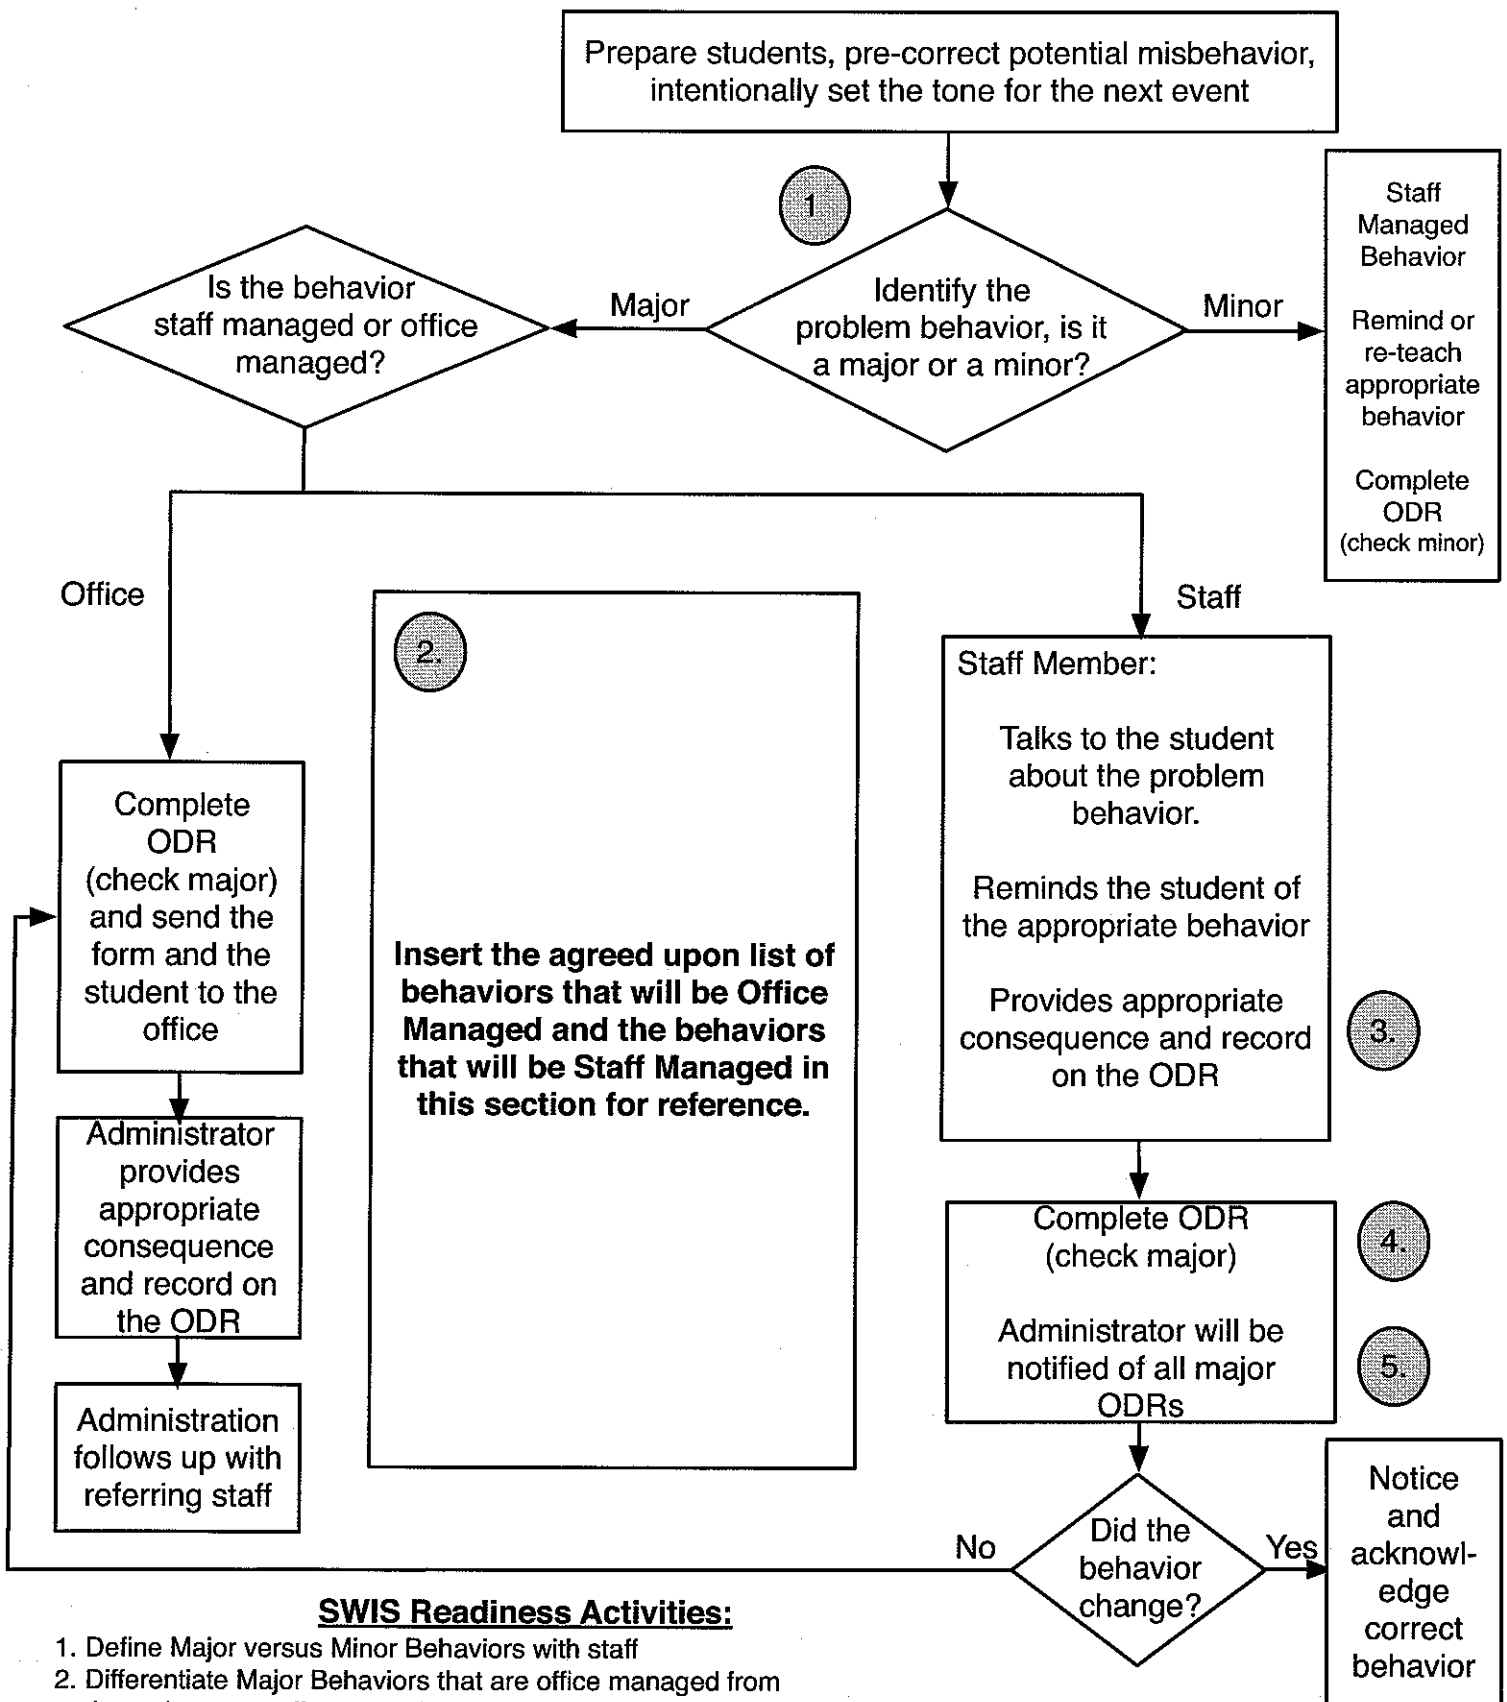 Prepare students, pre-correct potential misbehavior,
intentionally set the tone for the next event
1
Identify the
problem behavior, is it
a major or a minor?
Minor
Staff
Managed
Behavior
Remind or
re-teach
appropriate
behavior
Complete
ODR
(check minor)
Major
Is the behavior
staff managed or office
managed?
Office
Complete
ODR
(check major)
and send the
form and the
student to the
office
Administrator
provides
appropriate
consequence
and record on
the ODR
Administration
follows up with
referring staff
2.
Insert the agreed upon list of
behaviors that will be Office
Managed and the behaviors
that will be Staff Managed in
this section for reference.
Staff
Staff Member:
Talks to the student
about the problem
behavior.
Reminds the student of
the appropriate behavior
Provides appropriate
consequence and record
on the ODR
3.
Complete ODR
(check major)
4.
Administrator will be
notified of all major
ODRs
5.
Did the
behavior
change?
No
Yes
Notice
and
acknowl-
edge
correct
behavior
SWIS Readiness Activities:
1. Define Major versus Minor Behaviors with staff
2. Differentiate Major Behaviors that are office managed from